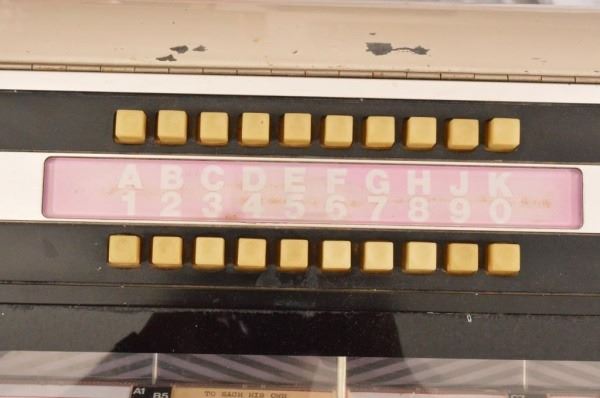 A B C D E F G H J K
1 2 3 4 5 6 7 8 9 0
A1
B5
TO EACH HIS OWN